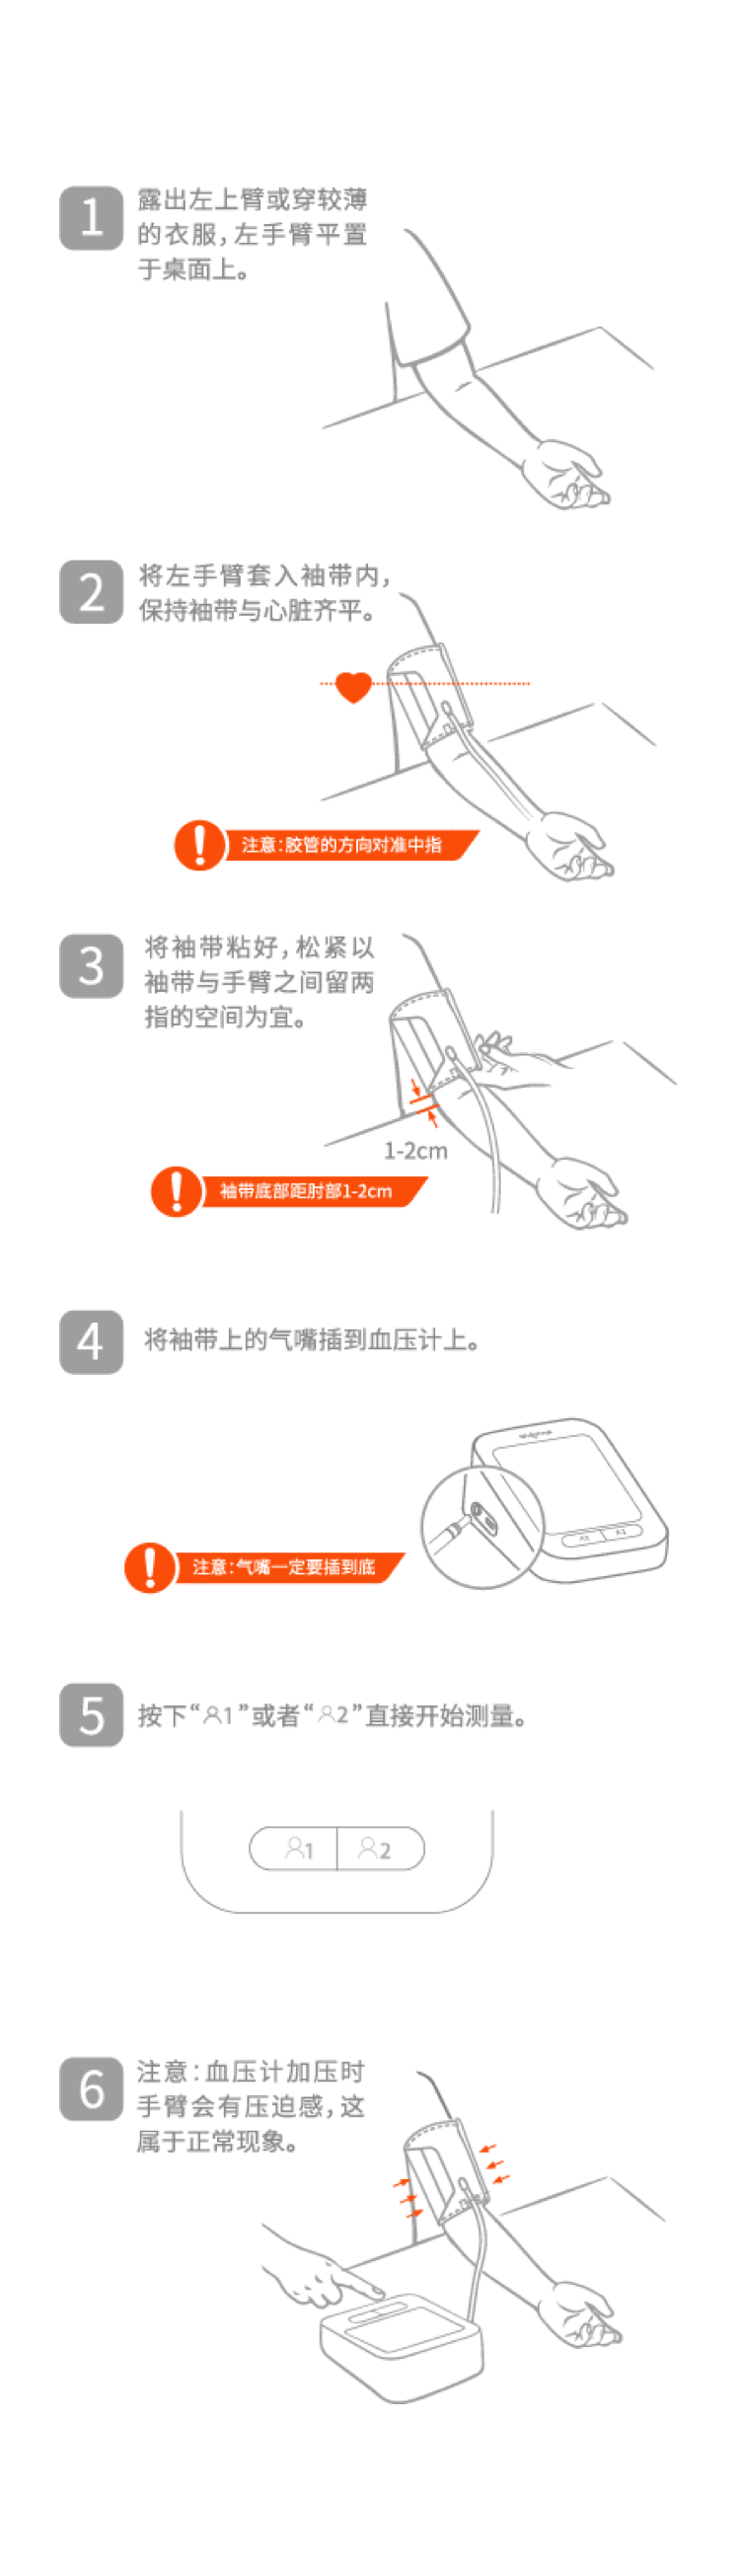 1
露出左上臂或穿较薄
的衣服，左手臂平置
于桌面上。
2
将左手臂套入袖带内，
保持袖带与心脏齐平。
注意：胶管的方向对准中指
3
将袖带粘好，松紧以
袖带与手臂之间留两
指的空间为宜。
1-2cm
袖带底部距肘部1-2cm
4
将袖带上的气嘴插到血压计上。
注意：气嘴一定要插到底
5
按下“1”或者“2”直接开始测量。
1 2
6
注意：血压计加压时
手臂会有压迫感，这
属于正常现象。